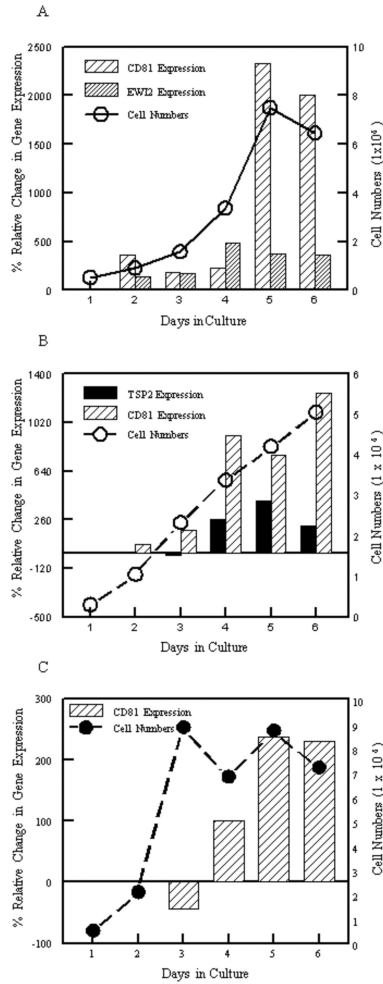 A
% Relative Change in Gene Expression
2500
2000
1500
1000
500
0
CD81 Expression
EWI2 Expression
Cell Numbers
10
8
6
4
2
0
Cell Numbers (1x10⁴)
1 2 3 4 5 6
Days in Culture
B
% Relative Change in Gene Expression
1400
1020
640
260
-120
-500
TSP2 Expression
CD81 Expression
Cell Numbers
6
5
4
3
2
1
0
Cell Numbers (1 x 10⁴)
1 2 3 4 5 6
Days in Culture
C
% Relative Change in Gene Expression
300
200
100
0
-100
CD81 Expression
Cell Numbers
10
9
8
7
6
5
4
3
2
1
0
Cell Numbers (1 x 10⁴)
1 2 3 4 5 6
Days in Culture